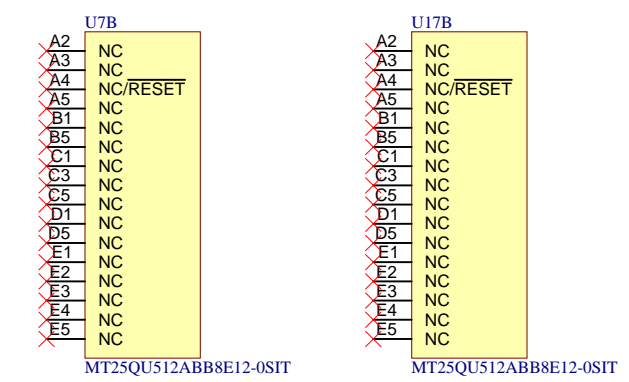 U7B U17B
A2 NC A2 NC
A3 NC A3 NC
A4 NC/RESET A4 NC/RESET
A5 NC A5 NC
B1 NC B1 NC
B5 NC B5 NC
C1 NC C1 NC
C3 NC C3 NC
C5 NC C5 NC
D1 NC D1 NC
D5 NC D5 NC
E1 NC E1 NC
E2 NC E2 NC
E3 NC E3 NC
E4 NC E4 NC
E5 NC E5 NC
MT25QU512ABB8E12-0SIT MT25QU512ABB8E12-0SIT